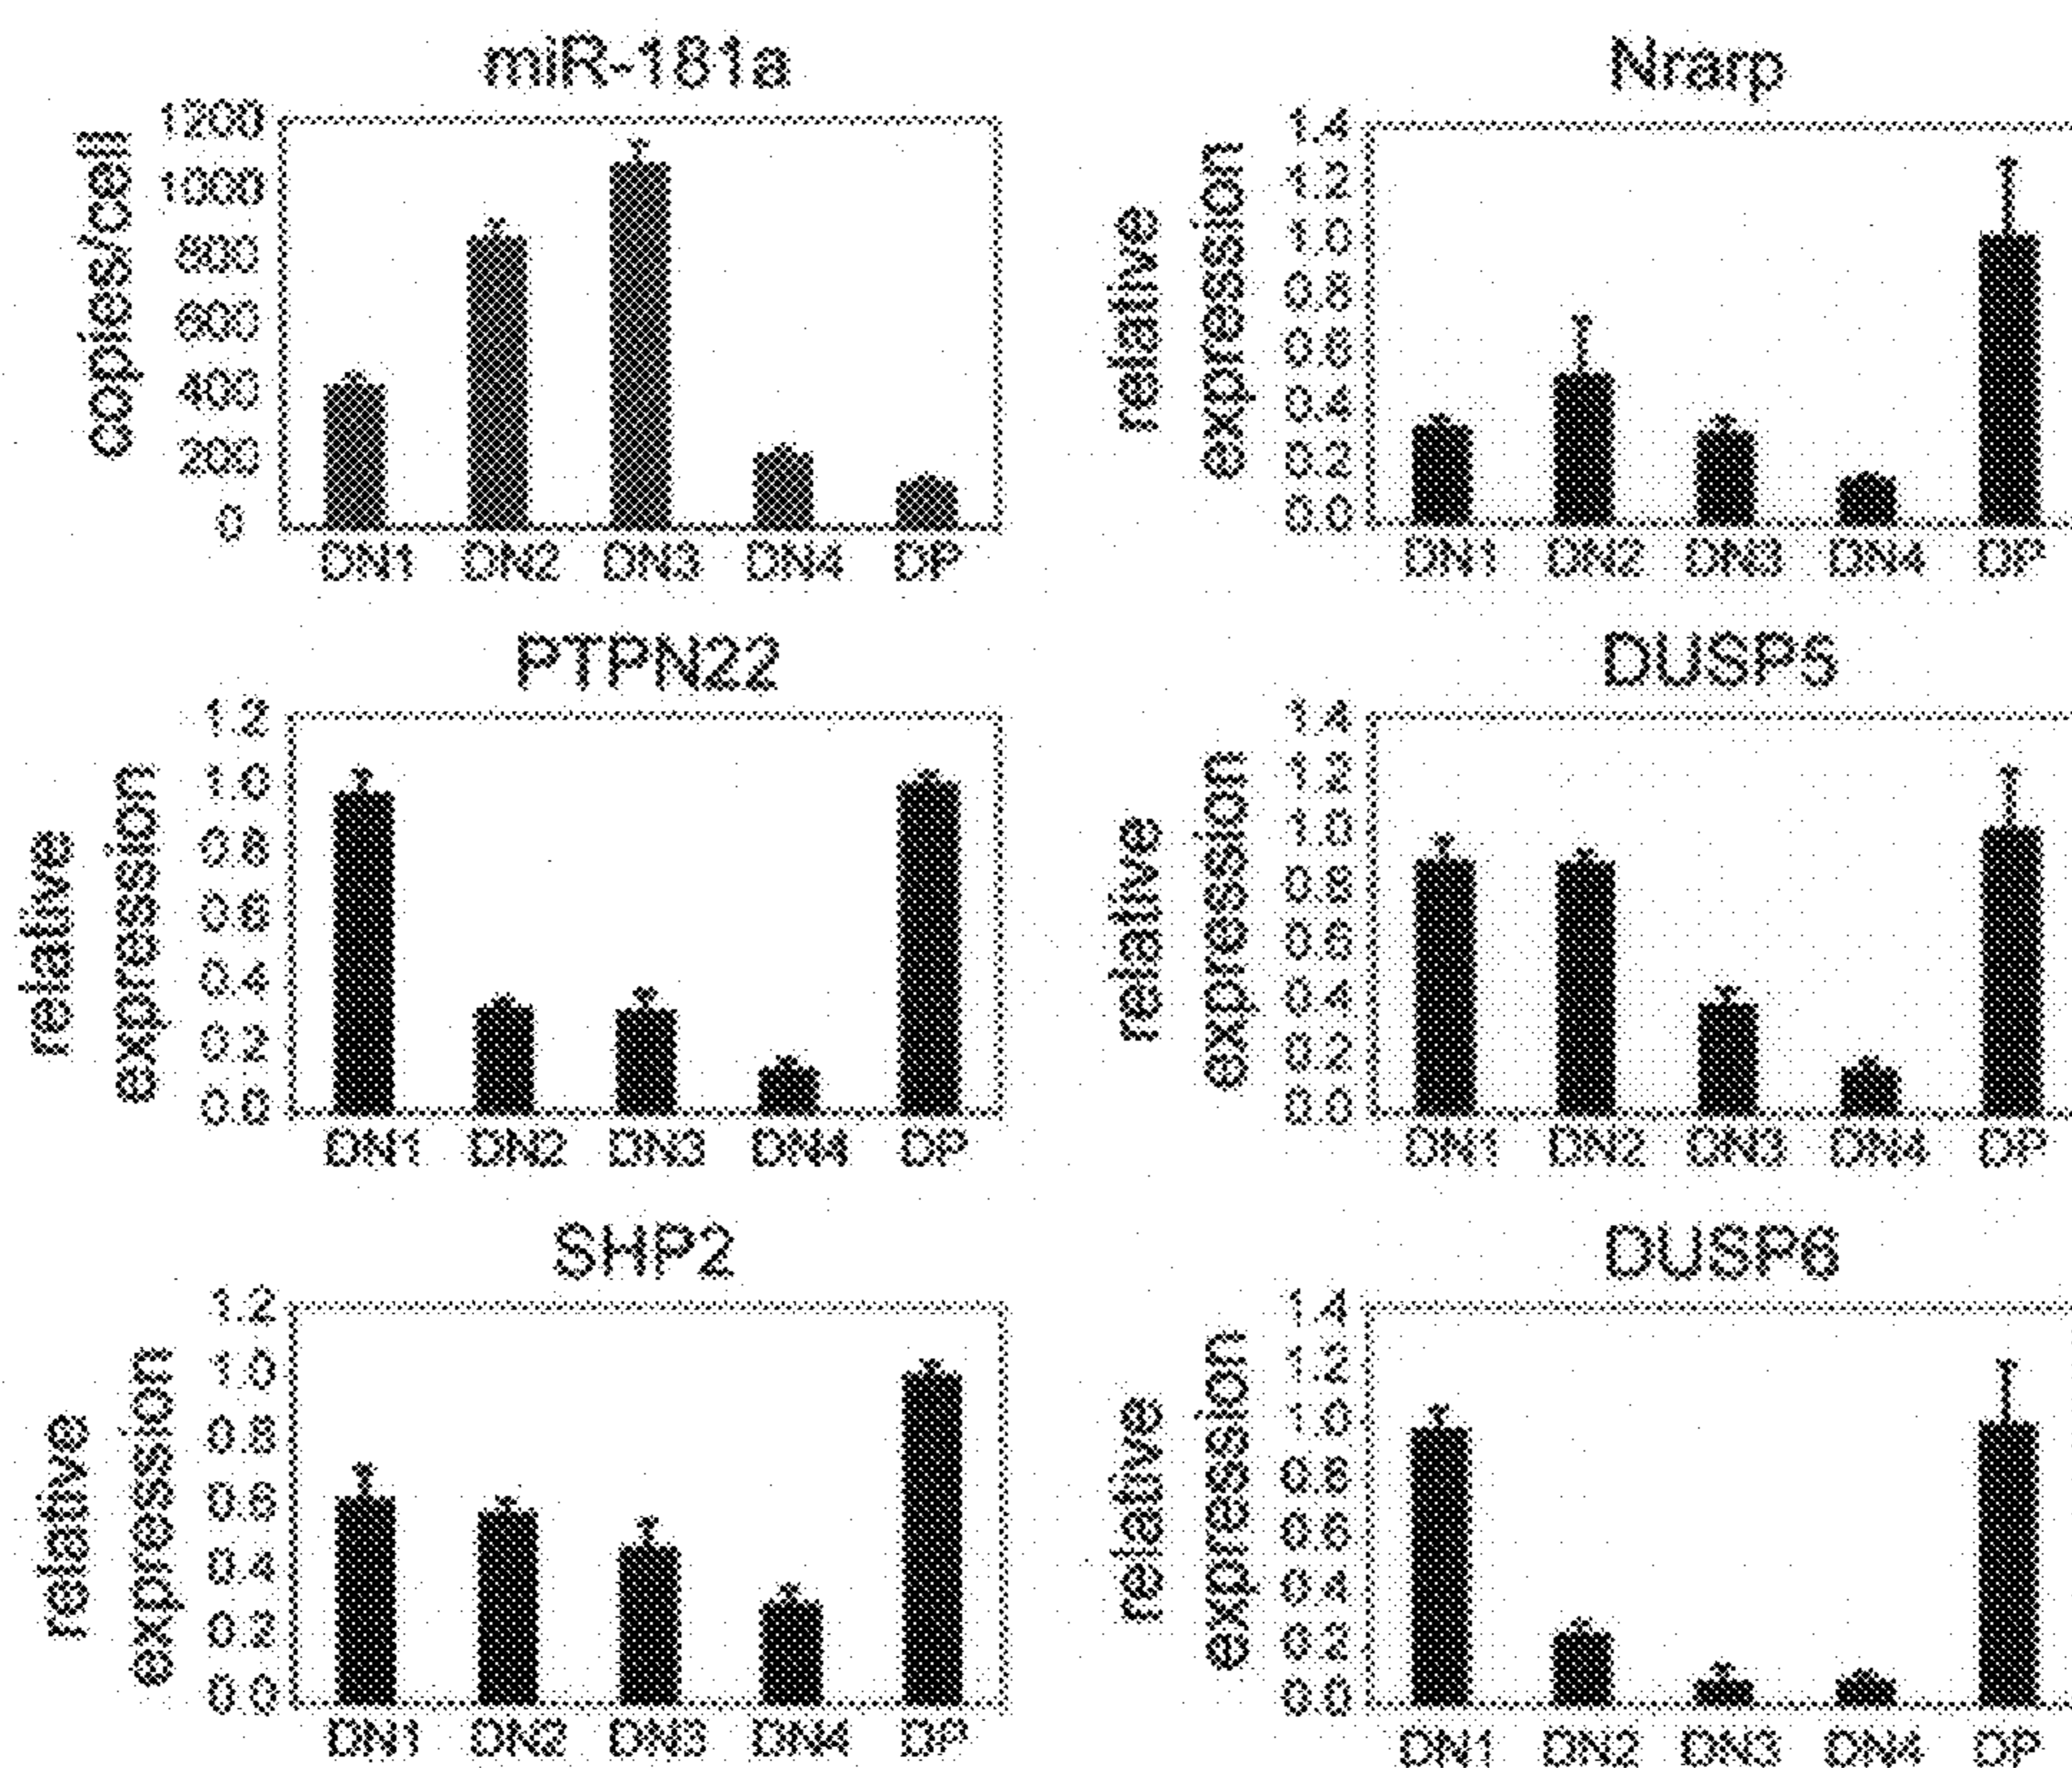 miR-181a
copies/cell
1200
1000
800
600
400
200
0
DN1 DN2 DN3 DN4 DP
Nrarp
relative
expression
1.4
1.2
1.0
0.8
0.6
0.4
0.2
0.0
DN1 DN2 DN3 DN4 DP
PTPN22
relative
expression
1.2
1.0
0.8
0.6
0.4
0.2
0.0
DN1 DN2 DN3 DN4 DP
DUSP5
relative
expression
1.4
1.2
1.0
0.8
0.6
0.4
0.2
0.0
DN1 DN2 DN3 DN4 DP
SHP2
relative
expression
1.2
1.0
0.8
0.6
0.4
0.2
0.0
DN1 DN2 DN3 DN4 DP
DUSP6
relative
expression
1.4
1.2
1.0
0.8
0.6
0.4
0.2
0.0
DN1 DN2 DN3 DN4 DP